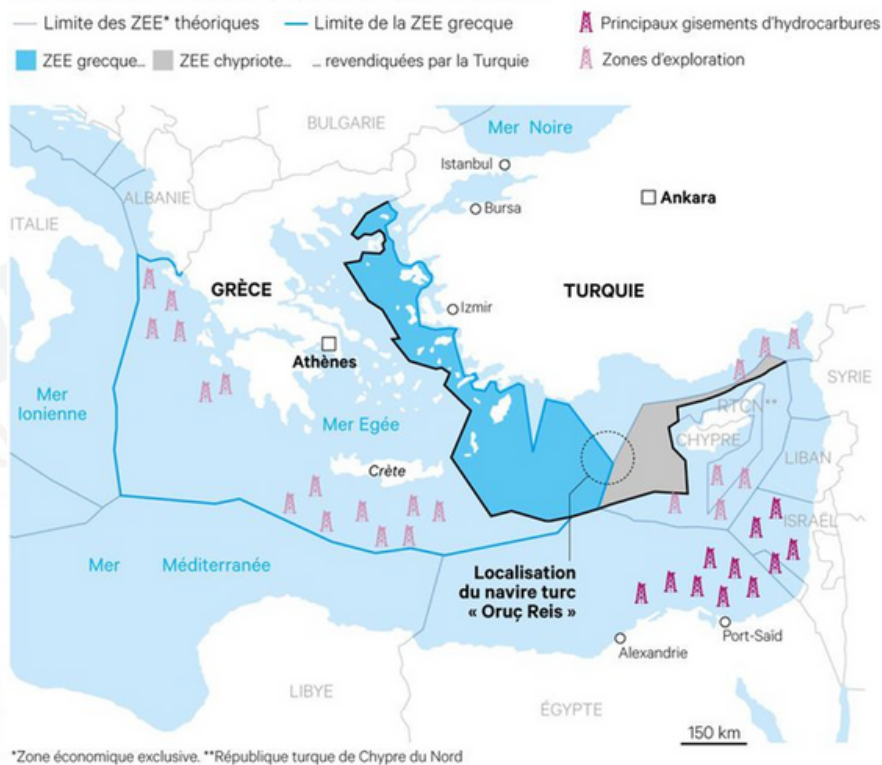 Limite des ZEE* théoriques
Limite de la ZEE grecque
Principaux gisements d'hydrocarbures
ZEE grecque...
ZEE chypriote...
... revendiquées par la Turquie
Zones d'exploration
BULGARIE
Mer Noire
Istanbul
ALBANIE
Bursa
Ankara
ITALIE
GRÈCE
TURQUIE
Izmir
Athènes
Mer
Ionienne
Mer Egée
SYRIE
RTCN**
CHYPRE
LIBAN
Crète
ISRAËL
Mer Méditerranée
Localisation
du navire turc
« Oruç Reis »
Port-Saïd
Alexandrie
LIBYE
ÉGYPTE
150 km
*Zone économique exclusive. **République turque de Chypre du Nord